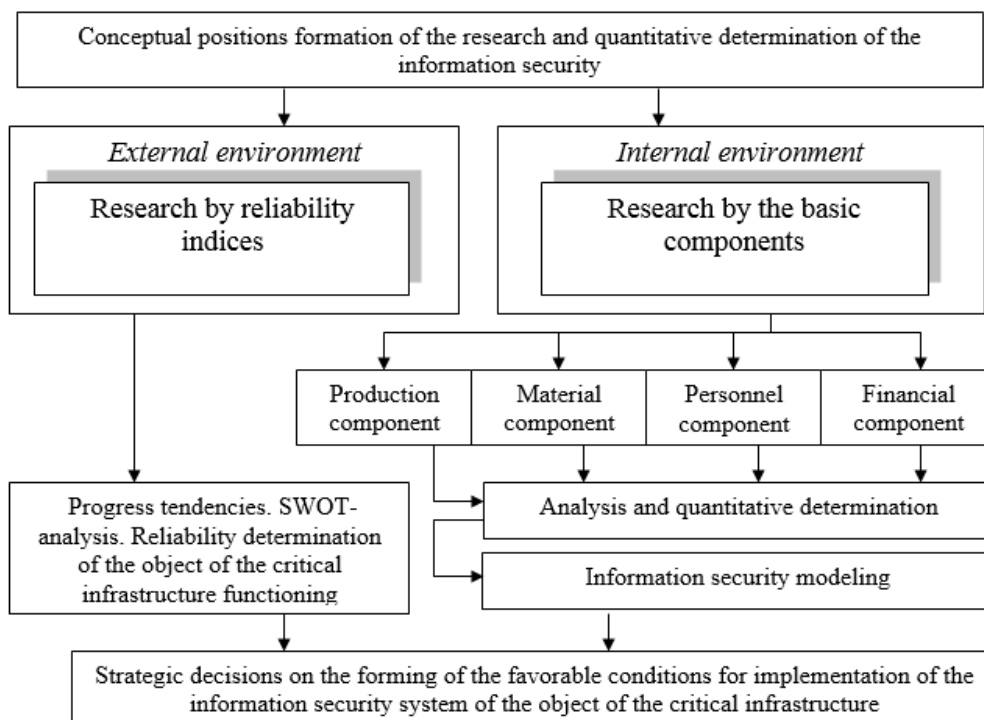 Conceptual positions formation of the research and quantitative determination of the
information security
External environment
Research by reliability
indices
Internal environment
Research by the basic
components
Production
component
Material
component
Personnel
component
Financial
component
Progress tendencies. SWOT-
analysis. Reliability determination
of the object of the critical
infrastructure functioning
Analysis and quantitative determination
Information security modeling
Strategic decisions on the forming of the favorable conditions for implementation of the
information security system of the object of the critical infrastructure